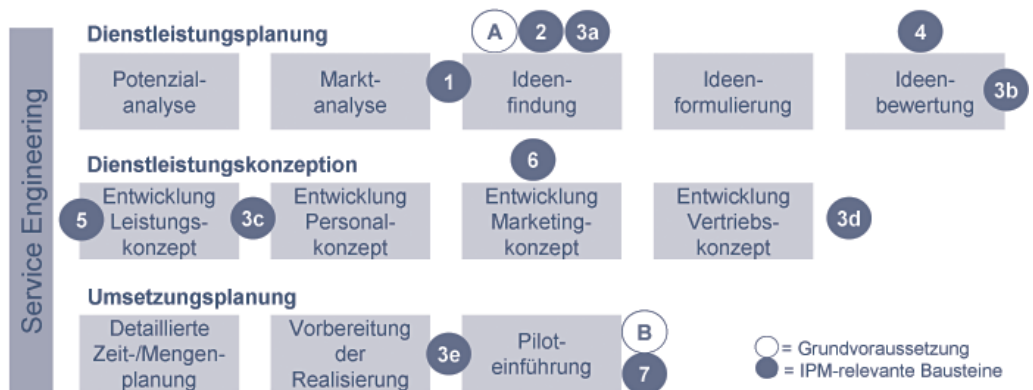 Service Engineering
Dienstleistungsplanung
A 2 3a 4
Potenzial-
analyse
Markt-
analyse
1
Ideen-
findung
Ideen-
formulierung
Ideen-
bewertung
3b
Dienstleistungskonzeption
6
5
Entwicklung
Leistungs-
konzept
3c
Entwicklung
Personal-
konzept
Entwicklung
Marketing-
konzept
Entwicklung
Vertriebs-
konzept
3d
Umsetzungsplanung
Detaillierte
Zeit-/Mengen-
planung
Vorbereitung
der
Realisierung
3e
Pilot-
einführung
B
7
= Grundvoraussetzung
= IPM-relevante Bausteine